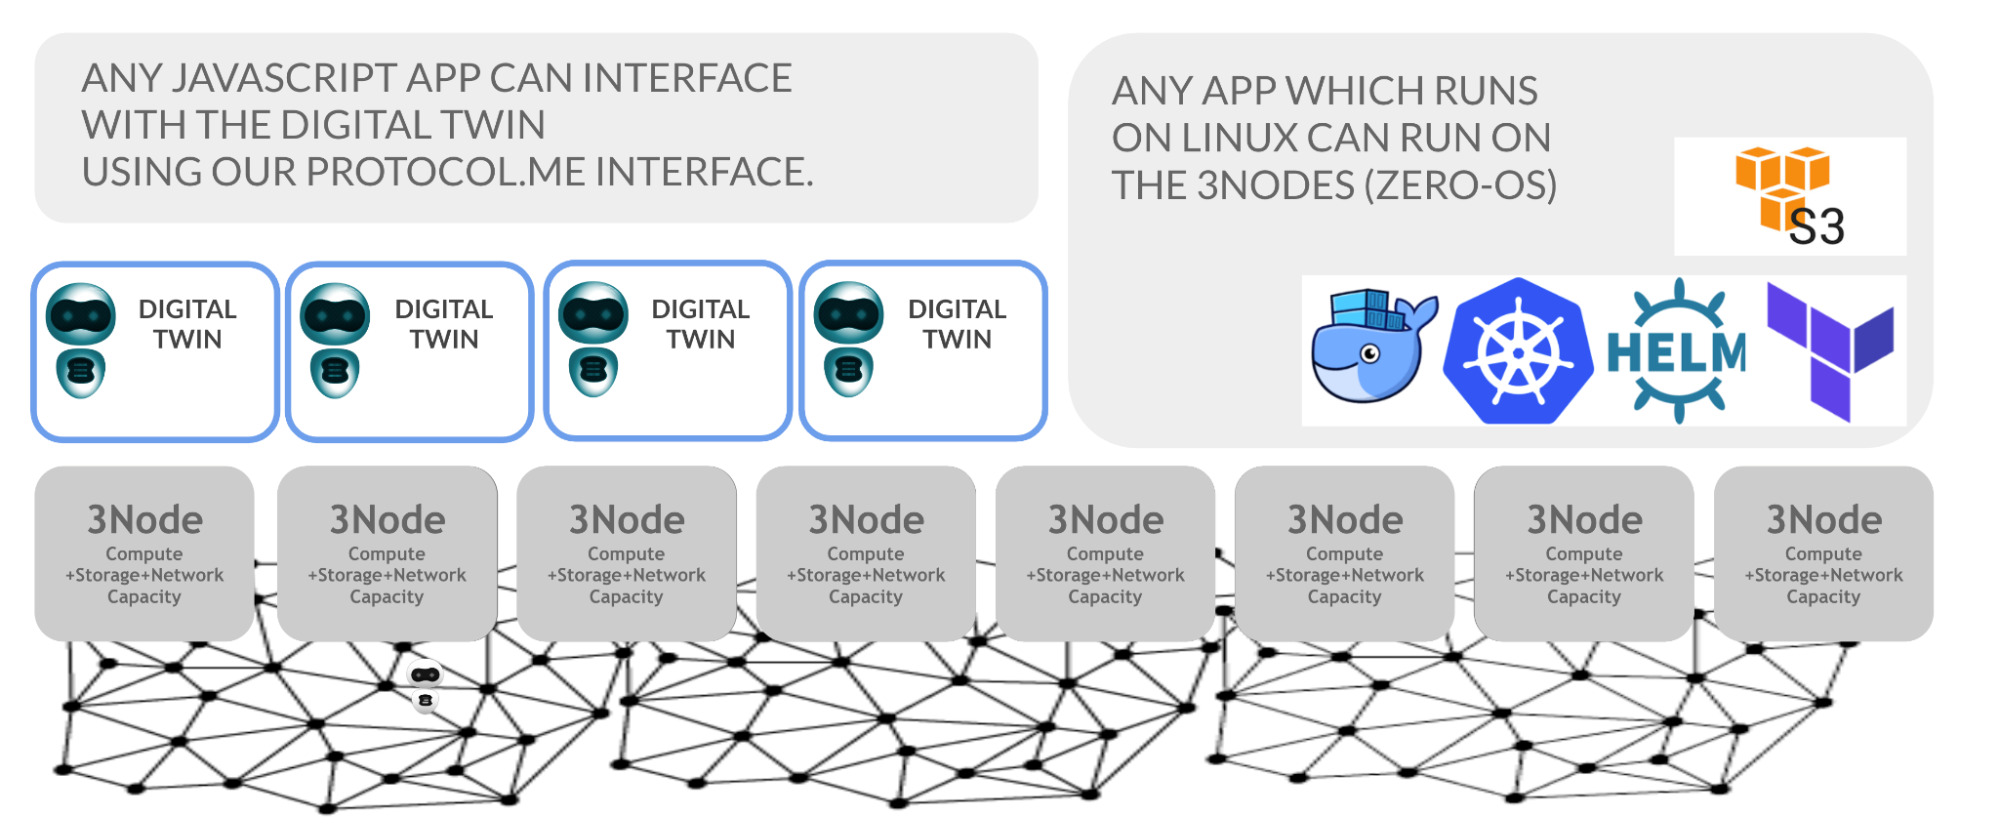 ANY JAVASCRIPT APP CAN INTERFACE
WITH THE DIGITAL TWIN
USING OUR PROTOCOL.ME INTERFACE.
ANY APP WHICH RUNS
ON LINUX CAN RUN ON
THE 3NODES (ZERO-OS)
S3
HELM
DIGITAL
TWIN
DIGITAL
TWIN
DIGITAL
TWIN
DIGITAL
TWIN
3Node
Compute
+Storage+Network
Capacity
3Node
Compute
+Storage+Network
Capacity
3Node
Compute
+Storage+Network
Capacity
3Node
Compute
+Storage+Network
Capacity
3Node
Compute
+Storage+Network
Capacity
3Node
Compute
+Storage+Network
Capacity
3Node
Compute
+Storage+Network
Capacity
3Node
Compute
+Storage+Network
Capacity